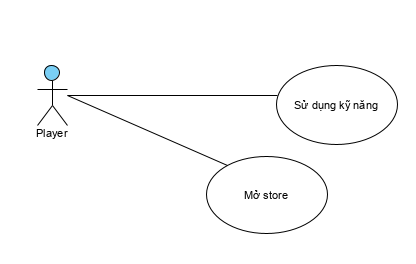 Sử dụng kỹ năng
Player
Mở store